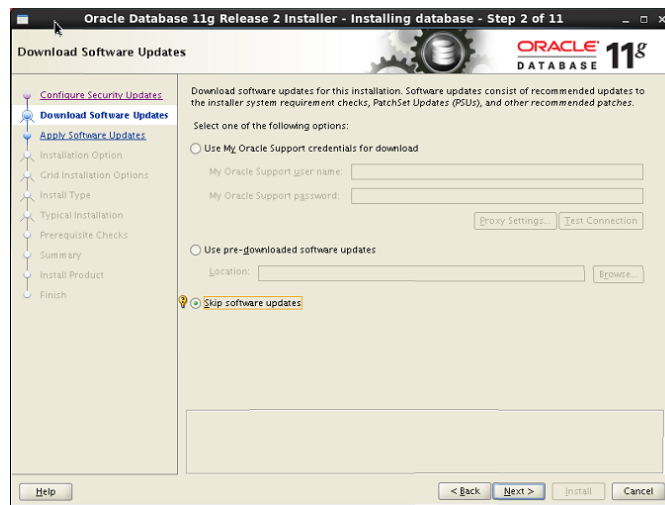 Oracle Database 11g Release 2 Installer - Installing database - Step 2 of 11
Download Software Updates
ORACLE
DATABASE
11g
Configure Security Updates
Download Software Updates
Apply Software Updates
Installation Option
Grid Installation Options
Install Type
Typical Installation
Prerequisite Checks
Summary
Install Product
Finish
Download software updates for this installation. Software updates consist of recommended updates to
the installer system requirement checks, PatchSet Updates (PSUs), and other recommended patches.
Select one of the following options:
Use My Oracle Support credentials for download
My Oracle Support user name:
My Oracle Support password:
Proxy Settings... Test Connection
Use pre-downloaded software updates
Location: Browse...
Skip software updates
Help < Back Next > Install Cancel